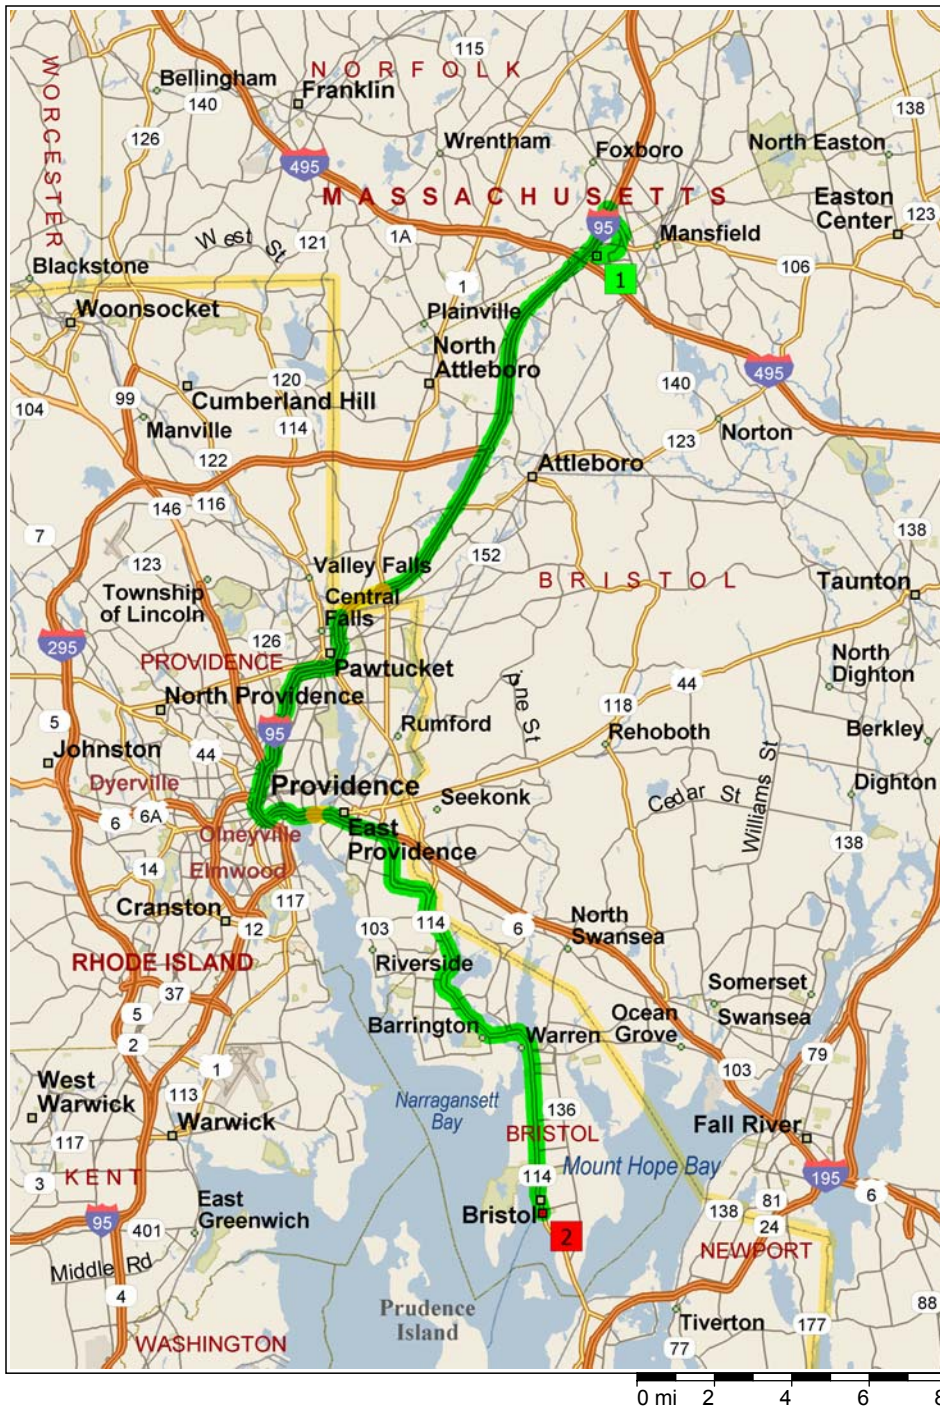 115
NORFOLK
WORCESTER
Bellingham
Franklin
140
138
126
Wrentham
Foxboro
North Easton
495
MASSACHUSETTS
Easton
Center
123
95
West St
121
1A
Mansfield
Blackstone
106
1
1
Woonsocket
Plainville
North
Attleboro
120
140
495
99
Cumberland Hill
104
114
Manville
123
Norton
122
Attleboro
116
146
7
138
152
123
Valley Falls
BRISTOL
Taunton
Township
of Lincoln
Central
Falls
126
295
PROVIDENCE
Pawtucket
North
Dighton
North Providence
44
Pine St
118
5
95
Rumford
Rehoboth
Berkley
Johnston
44
Williams St
Dyerville
Providence
Seekonk
Cedar St
Dighton
6
6A
Olneyville
East
Providence
138
14
Elmwood
117
Cranston
12
103
114
6
North
Swansea
RHODE ISLAND
Riverside
37
Somerset
5
Ocean
Grove
Swansea
Barrington
Warren
2
79
1
103
West
Warwick
113
Narragansett
Bay
136
Warwick
BRISTOL
Fall River
117
Mount Hope Bay
3
KENT
114
195
6
East
Greenwich
Bristol
81
138
95
401
24
2
NEWPORT
Middle Rd
4
Prudence
Island
88
Tiverton
177
WASHINGTON
77
0 mi 2 4 6 8